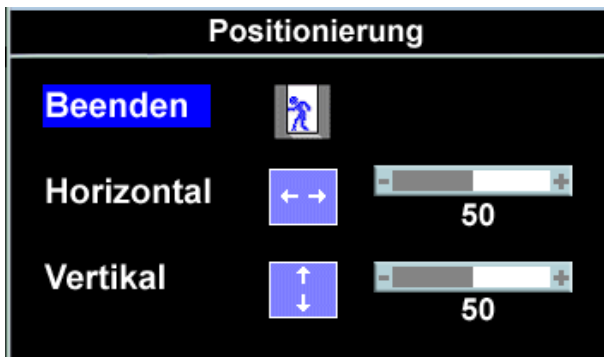 Positionierung
Beenden
Horizontal
- +
50
Vertikal
- +
50